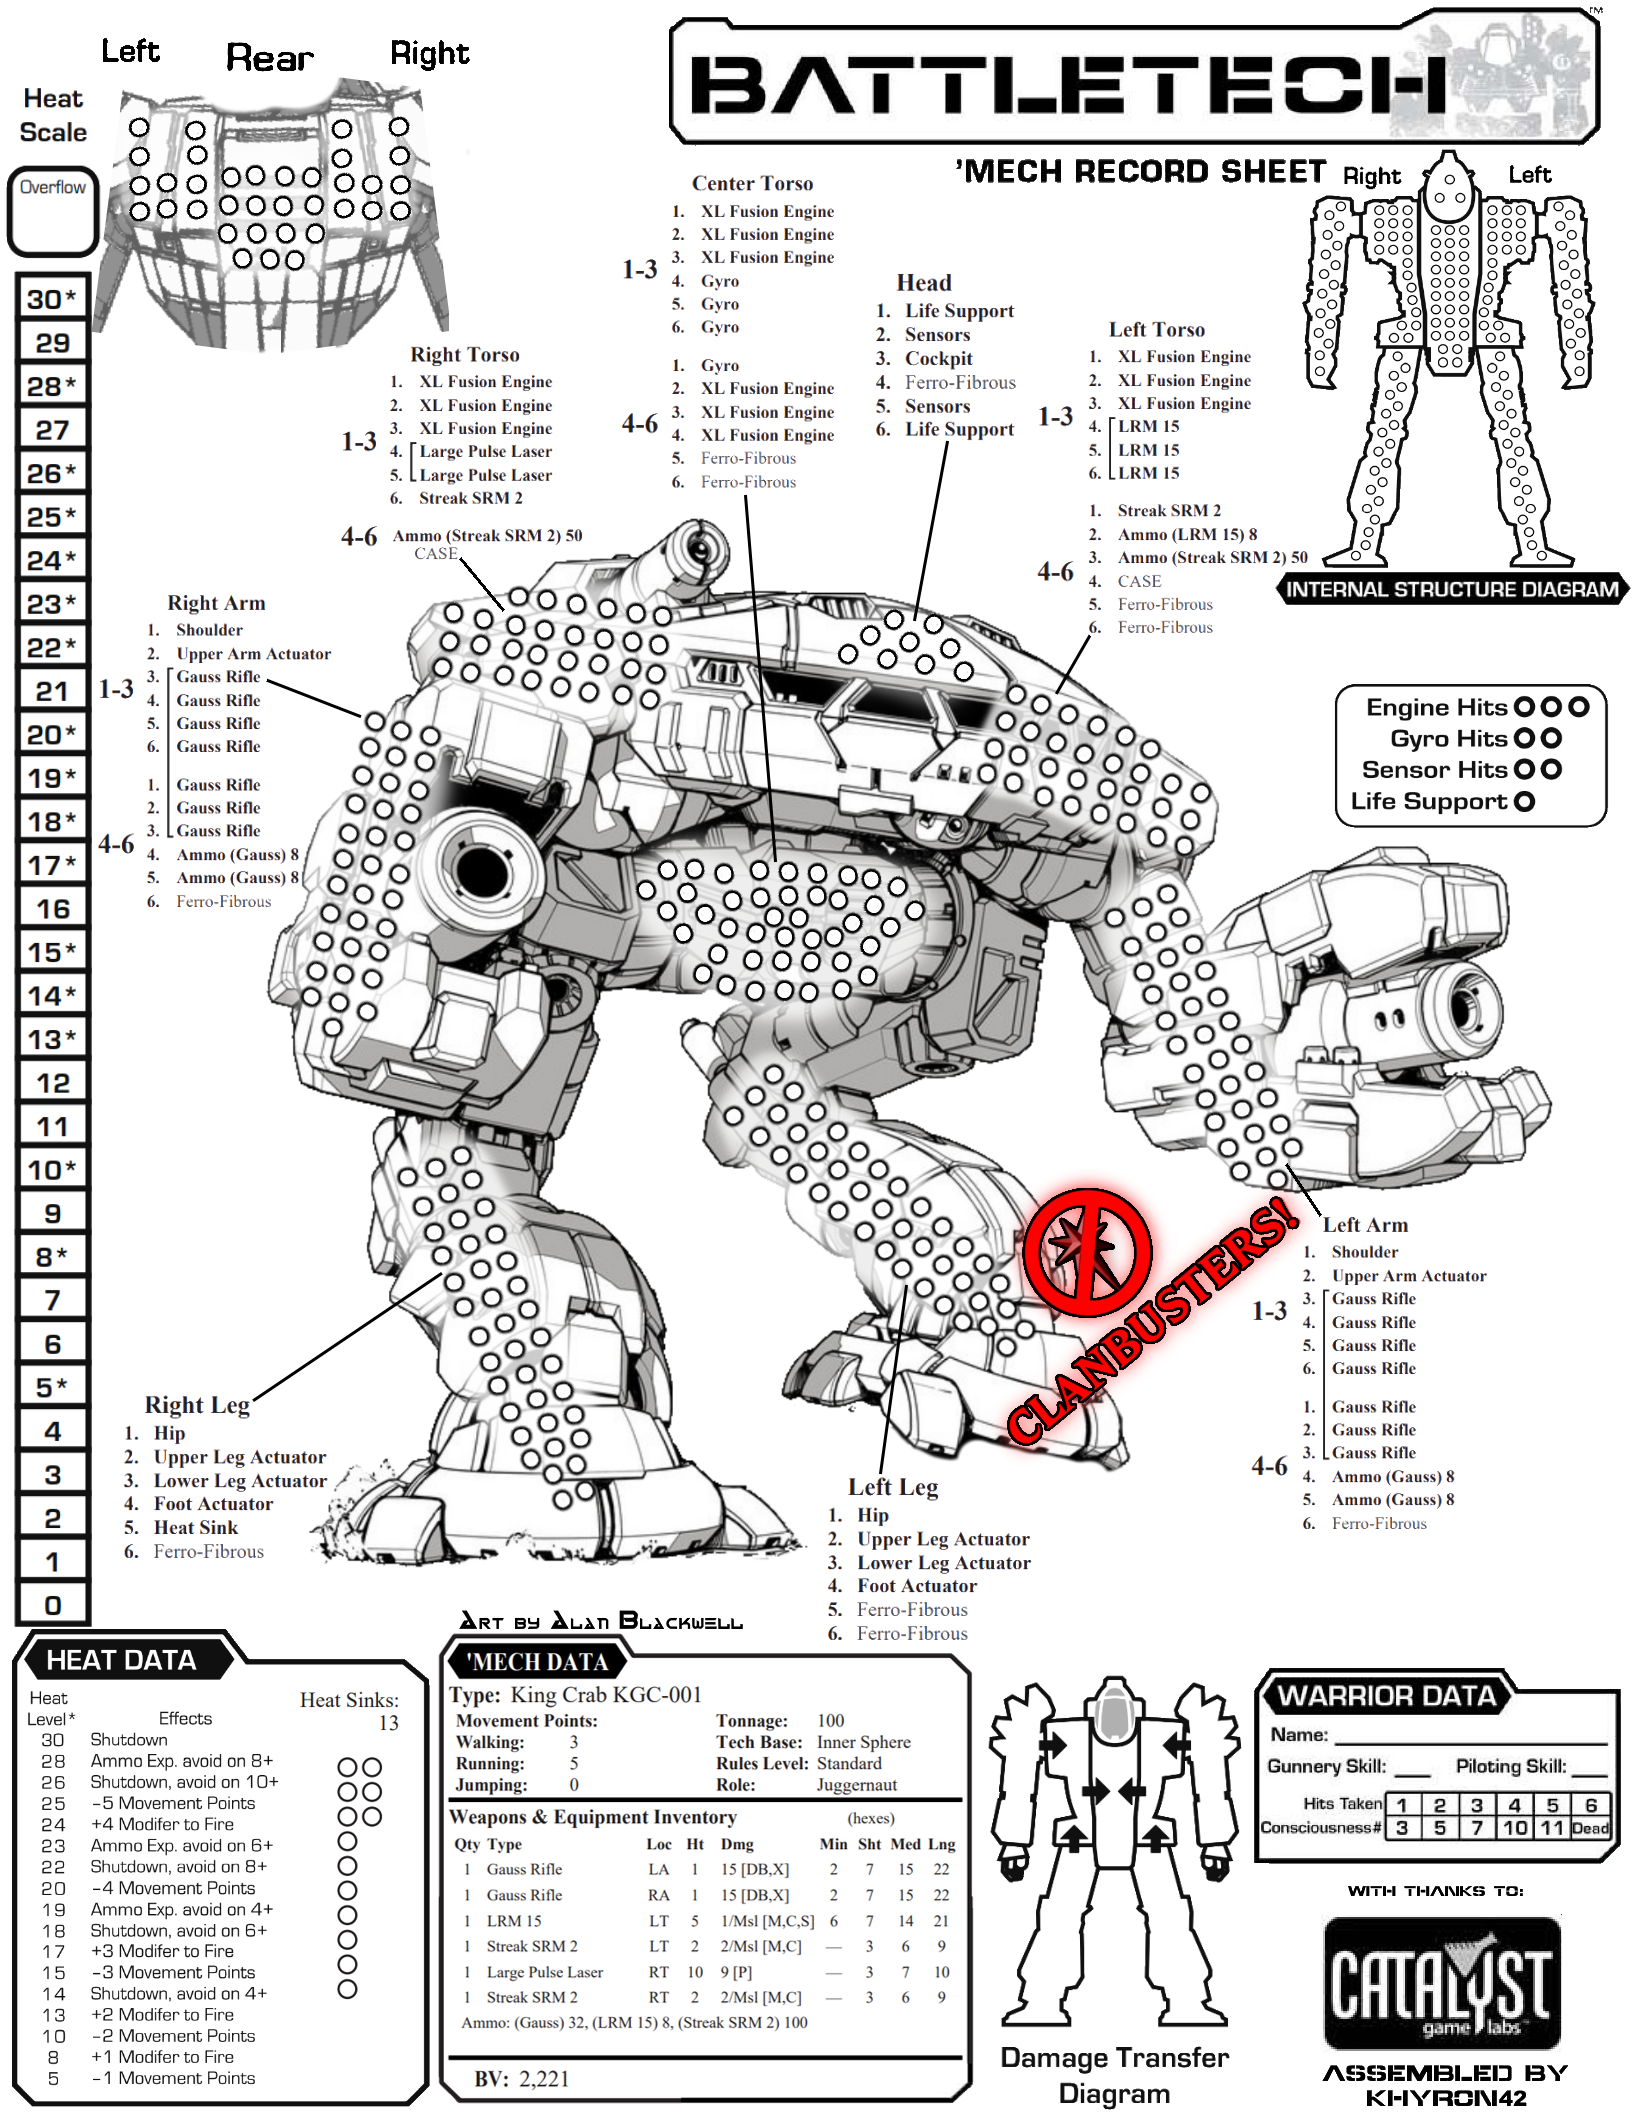 Left Rear Right
BATTLETECH™
'MECH RECORD SHEET
Heat
Scale
Overflow
30*
29
28*
27
26*
25*
24*
23*
22*
21
20*
19*
18*
17*
16
15*
14*
13*
12
11
10*
9
8*
7
6
5*
4
3
2
1
0
Center Torso
1-3
1. XL Fusion Engine
2. XL Fusion Engine
3. XL Fusion Engine
4. Gyro
5. Gyro
6. Gyro
4-6
1. Gyro
2. XL Fusion Engine
3. XL Fusion Engine
4. XL Fusion Engine
5. Ferro-Fibrous
6. Ferro-Fibrous
Head
1. Life Support
2. Sensors
3. Cockpit
4. Ferro-Fibrous
5. Sensors
6. Life Support
Right Torso
1-3
1. XL Fusion Engine
2. XL Fusion Engine
3. XL Fusion Engine
4. Large Pulse Laser
5. Large Pulse Laser
6. Streak SRM 2
4-6 Ammo (Streak SRM 2) 50
CASE
Left Torso
1-3
1. XL Fusion Engine
2. XL Fusion Engine
3. XL Fusion Engine
4. LRM 15
5. LRM 15
6. LRM 15
4-6
1. Streak SRM 2
2. Ammo (LRM 15) 8
3. Ammo (Streak SRM 2) 50
4. CASE
5. Ferro-Fibrous
6. Ferro-Fibrous
Right Left
INTERNAL STRUCTURE DIAGRAM
Engine Hits
Gyro Hits
Sensor Hits
Life Support
Right Arm
1-3
1. Shoulder
2. Upper Arm Actuator
3. Gauss Rifle
4. Gauss Rifle
5. Gauss Rifle
6. Gauss Rifle
4-6
1. Gauss Rifle
2. Gauss Rifle
3. Gauss Rifle
4. Ammo (Gauss) 8
5. Ammo (Gauss) 8
6. Ferro-Fibrous
CLANBUSTERS!
Left Arm
1-3
1. Shoulder
2. Upper Arm Actuator
3. Gauss Rifle
4. Gauss Rifle
5. Gauss Rifle
6. Gauss Rifle
4-6
1. Gauss Rifle
2. Gauss Rifle
3. Gauss Rifle
4. Ammo (Gauss) 8
5. Ammo (Gauss) 8
6. Ferro-Fibrous
Right Leg
1. Hip
2. Upper Leg Actuator
3. Lower Leg Actuator
4. Foot Actuator
5. Heat Sink
6. Ferro-Fibrous
Left Leg
1. Hip
2. Upper Leg Actuator
3. Lower Leg Actuator
4. Foot Actuator
5. Ferro-Fibrous
6. Ferro-Fibrous
Art by Alan Blackwell
HEAT DATA
Heat Sinks:
13
Heat
Level* Effects
30 Shutdown
28 Ammo Exp. avoid on 8+
26 Shutdown, avoid on 10+
25 -5 Movement Points
24 +4 Modifer to Fire
23 Ammo Exp. avoid on 6+
22 Shutdown, avoid on 8+
20 -4 Movement Points
19 Ammo Exp. avoid on 4+
18 Shutdown, avoid on 6+
17 +3 Modifer to Fire
15 -3 Movement Points
14 Shutdown, avoid on 4+
13 +2 Modifer to Fire
10 -2 Movement Points
8 +1 Modifer to Fire
5 -1 Movement Points
'MECH DATA
Type: King Crab KGC-001
Movement Points: Tonnage: 100
Walking: 3 Tech Base: Inner Sphere
Running: 5 Rules Level: Standard
Jumping: 0 Role: Juggernaut
Weapons & Equipment Inventory (hexes)
Qty Type Loc Ht Dmg Min Sht Med Lng
1 Gauss Rifle LA 1 15 [DB,X] 2 7 15 22
1 Gauss Rifle RA 1 15 [DB,X] 2 7 15 22
1 LRM 15 LT 5 1/Msl [M,C,S] 6 7 14 21
1 Streak SRM 2 LT 2 2/Msl [M,C] — 3 6 9
1 Large Pulse Laser RT 10 9 [P] — 3 7 10
1 Streak SRM 2 RT 2 2/Msl [M,C] — 3 6 9
Ammo: (Gauss) 32, (LRM 15) 8, (Streak SRM 2) 100
BV: 2,221
Damage Transfer
Diagram
WARRIOR DATA
Name:
Gunnery Skill: Piloting Skill:
Hits Taken 1 2 3 4 5 6
Consciousness# 3 5 7 10 11 Dead
WITH THANKS TO:
CATALYST
game labs
ASSEMBLED BY
KHYRON42